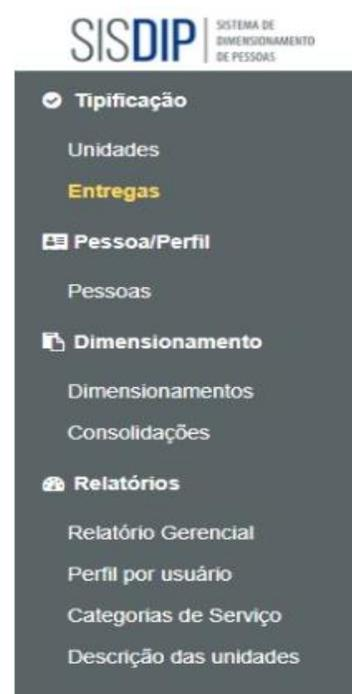 SISDIP
SISTEMA DE
DIMENSIONAMENTO
DE PESSOAS
Tipificação
Unidades
Entregas
Pessoa/Perfil
Pessoas
Dimensionamento
Dimensionamentos
Consolidações
Relatórios
Relatório Gerencial
Perfil por usuário
Categorias de Serviço
Descrição das unidades